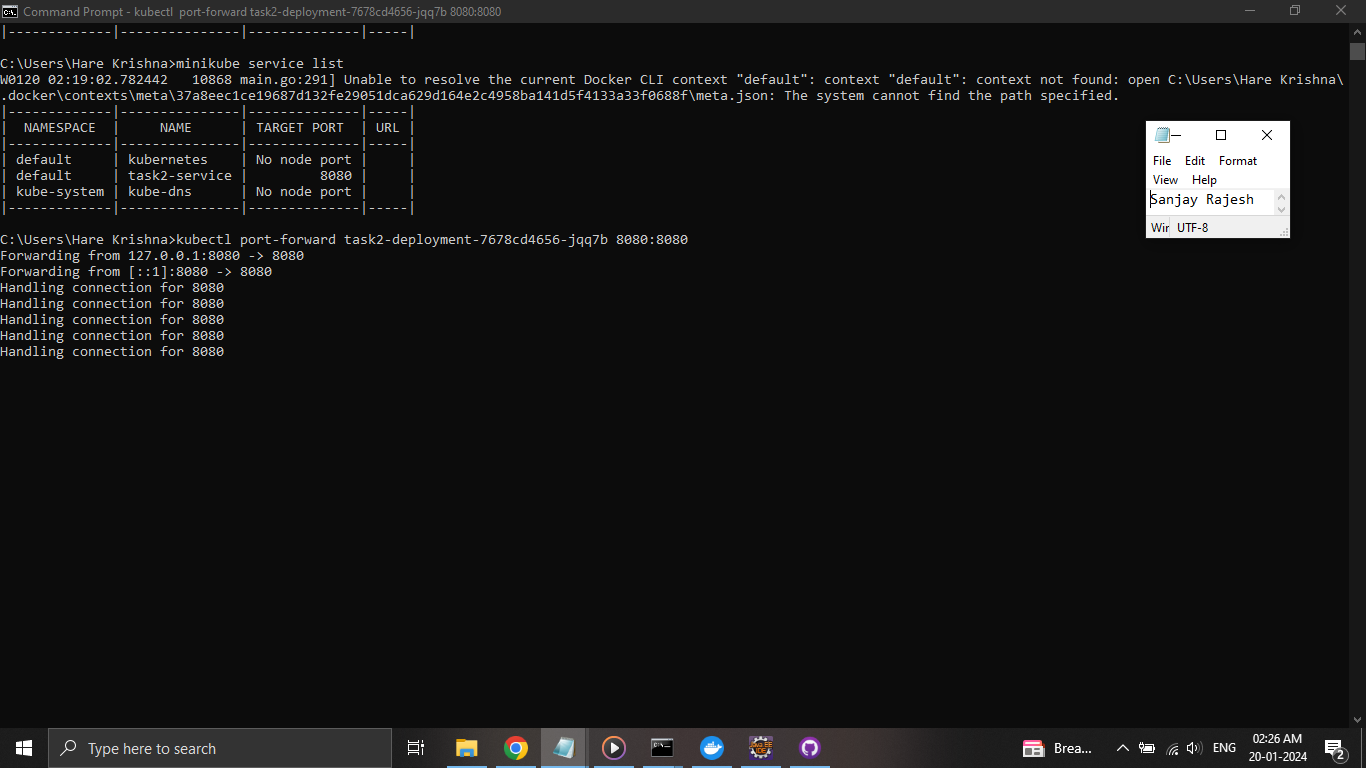 Command Prompt - kubectl  port-forward task2-deployment-7678cd4656-jqq7b 8080:8080
|-------------|---------------|--------------|-----|
C:\Users\Hare Krishna>minikube service list
W0120 02:19:02.782442   10868 main.go:291] Unable to resolve the current Docker CLI context "default": context "default": context not found: open C:\Users\Hare Krishna\
.docker\contexts\meta\37a8eec1ce19687d132fe29051dca629d164e2c4958ba141d5f4133a33f0688f\meta.json: The system cannot find the path specified.
|-------------|---------------|--------------|-----|
|  NAMESPACE  |     NAME      | TARGET PORT  | URL |
|-------------|---------------|--------------|-----|
| default     | kubernetes    | No node port |     |
| default     | task2-service |         8080 |     |
| kube-system | kube-dns      | No node port |     |
|-------------|---------------|--------------|-----|
C:\Users\Hare Krishna>kubectl port-forward task2-deployment-7678cd4656-jqq7b 8080:8080
Forwarding from 127.0.0.1:8080 -> 8080
Forwarding from [::1]:8080 -> 8080
Handling connection for 8080
Handling connection for 8080
Handling connection for 8080
Handling connection for 8080
Handling connection for 8080
File Edit Format
View Help
Sanjay Rajesh
Wir UTF-8
Type here to search
Java EE
IDE
Brea...
ENG
02:26 AM
20-01-2024
2